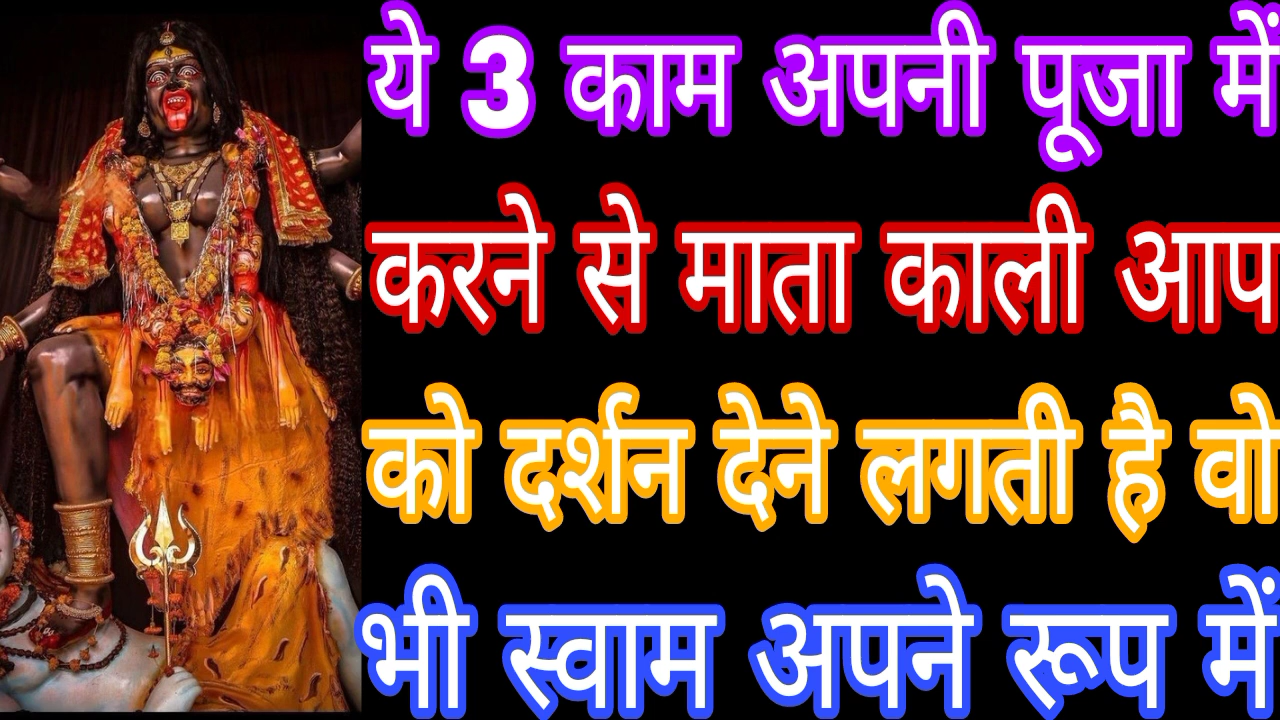 ये 3 काम अपनी पूजा में
करने से माता काली आप
को दर्शन देने लगती है वो
भी स्वाम अपने रूप में